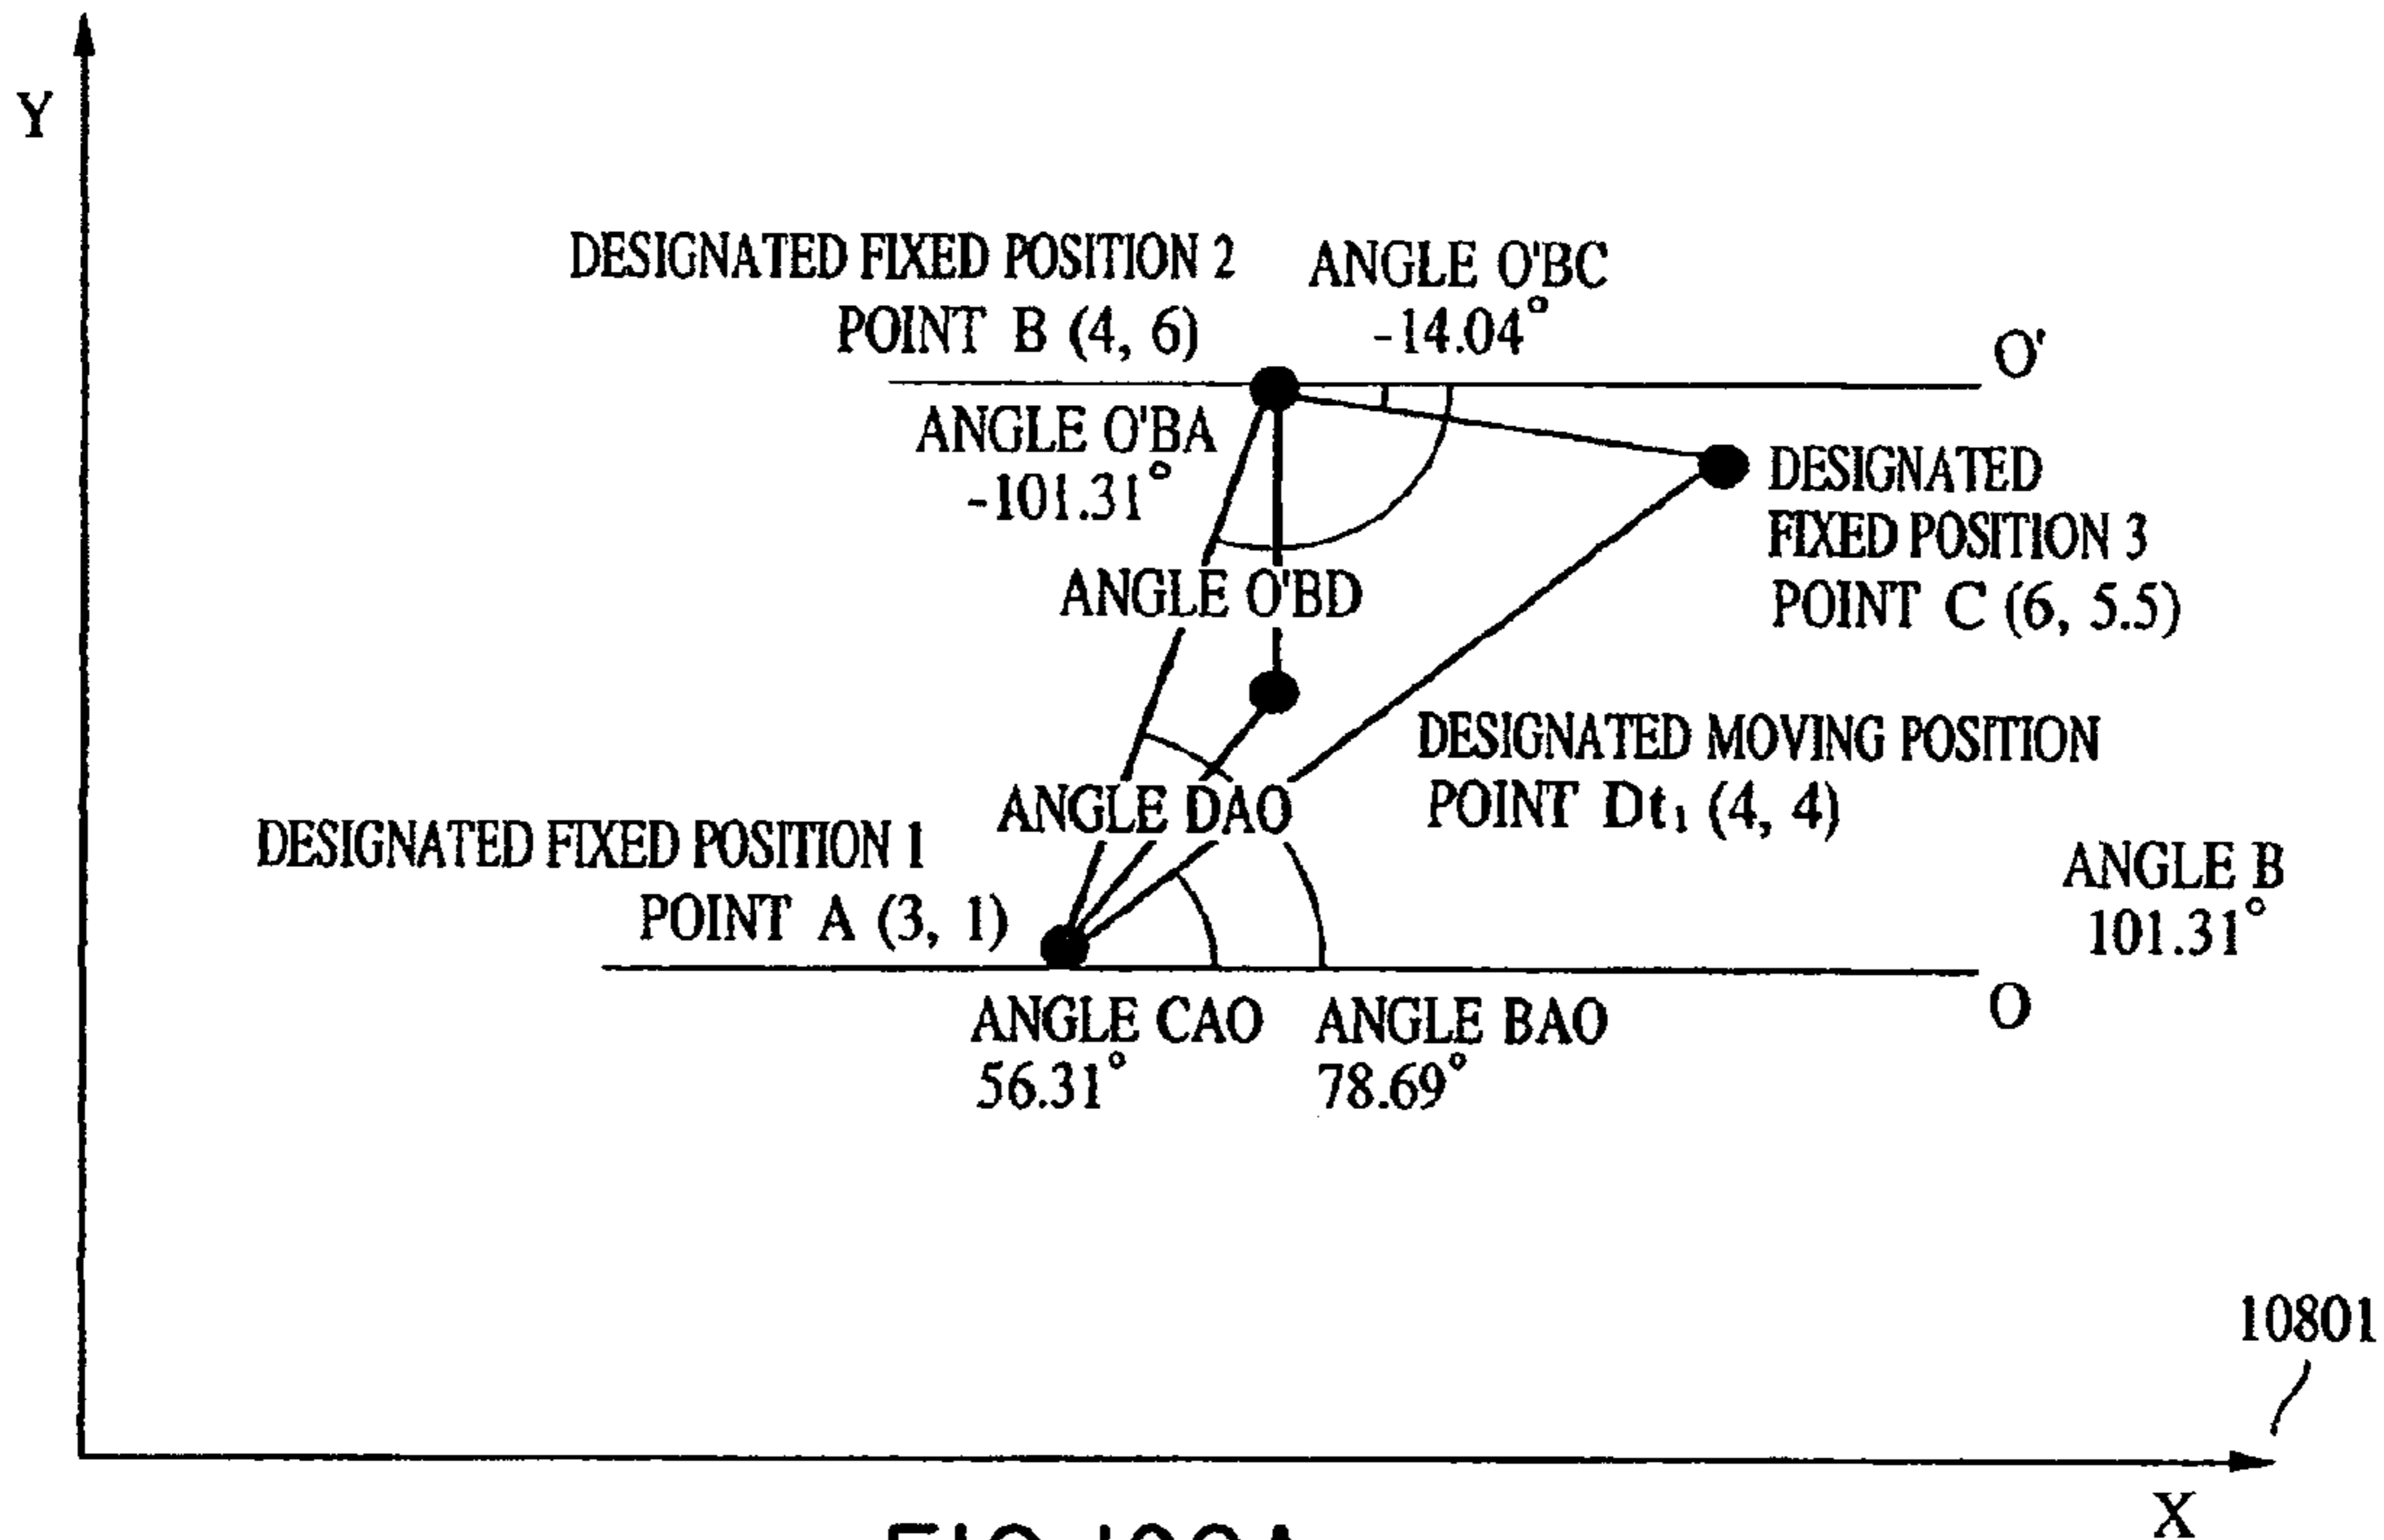 Y
DESIGNATED FIXED POSITION 2
POINT B (4, 6)
ANGLE O'BC
-14.04°
O'
ANGLE O'BA
-101.31°
DESIGNATED
FIXED POSITION 3
POINT C (6, 5.5)
ANGLE O'BD
DESIGNATED MOVING POSITION
POINT Dt₁ (4, 4)
ANGLE DAO
DESIGNATED FIXED POSITION 1
POINT A (3, 1)
ANGLE B
101.31°
O
ANGLE CAO
56.31°
ANGLE BAO
78.69°
10801
X